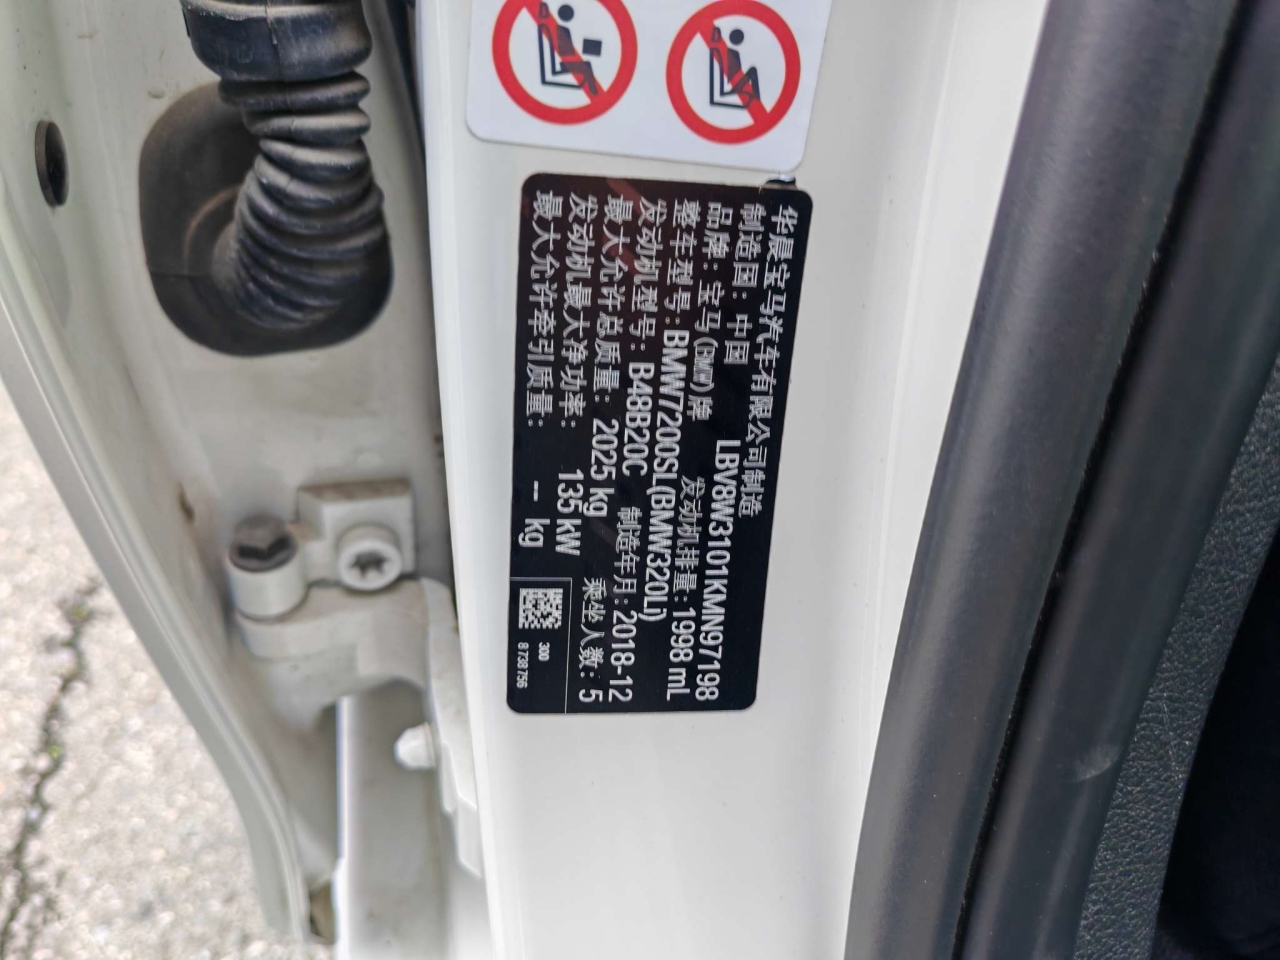 华晨宝马汽车有限公司制造
制造国：中国 LBV8W3101KMN97198
品牌：宝马(BMW)牌 发动机排量：1998 mL
整车型号：BMW7200SL(BMW320Li)
发动机型号：B48B20C 制造年月：2018-12
最大允许总质量：2025 kg 乘坐人数：5
发动机最大净功率：135 kW
最大允许牵引质量：-- kg
300
8 738 756